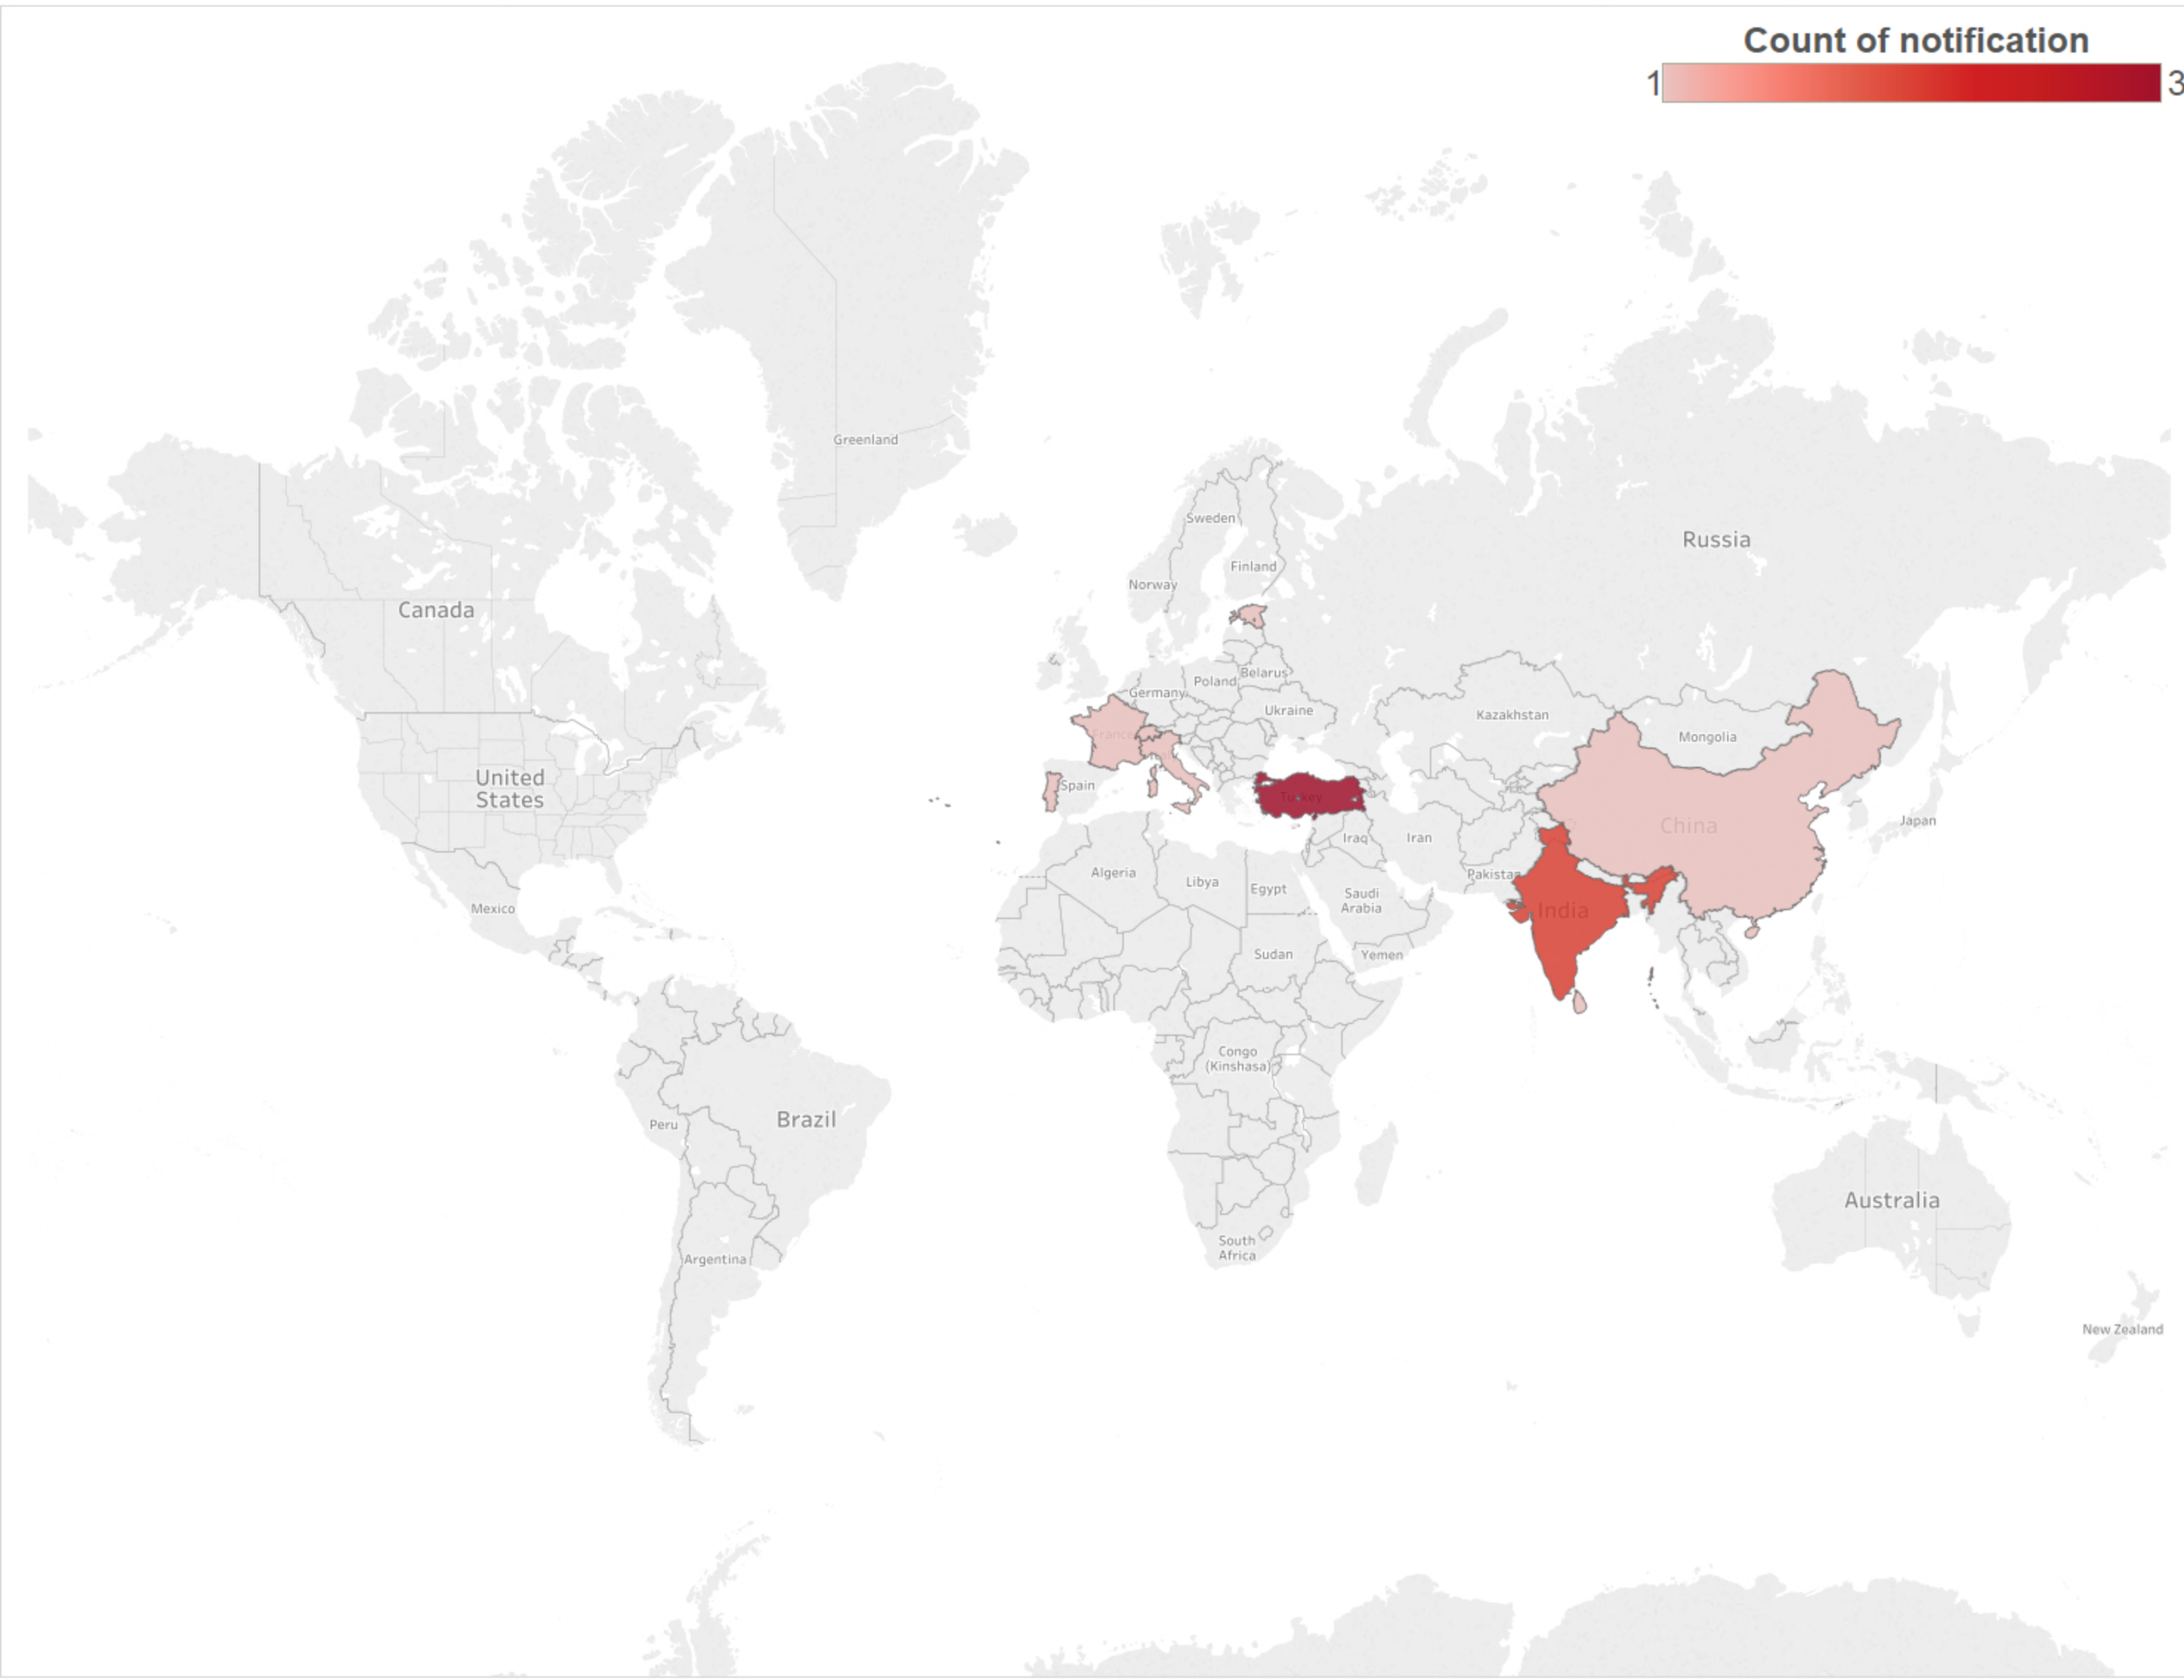 Count of notification
1
3
Greenland
Sweden
Russia
Finland
Norway
Canada
Belarus
Poland
Germany
Ukraine
Kazakhstan
France
Mongolia
United
States
Spain
Turkey
China
Japan
Iraq
Iran
Algeria
Pakistan
Libya
Egypt
Saudi
Arabia
Mexico
India
Sudan
Yemen
Congo
(Kinshasa)
Brazil
Peru
Australia
South
Africa
Argentina
New Zealand